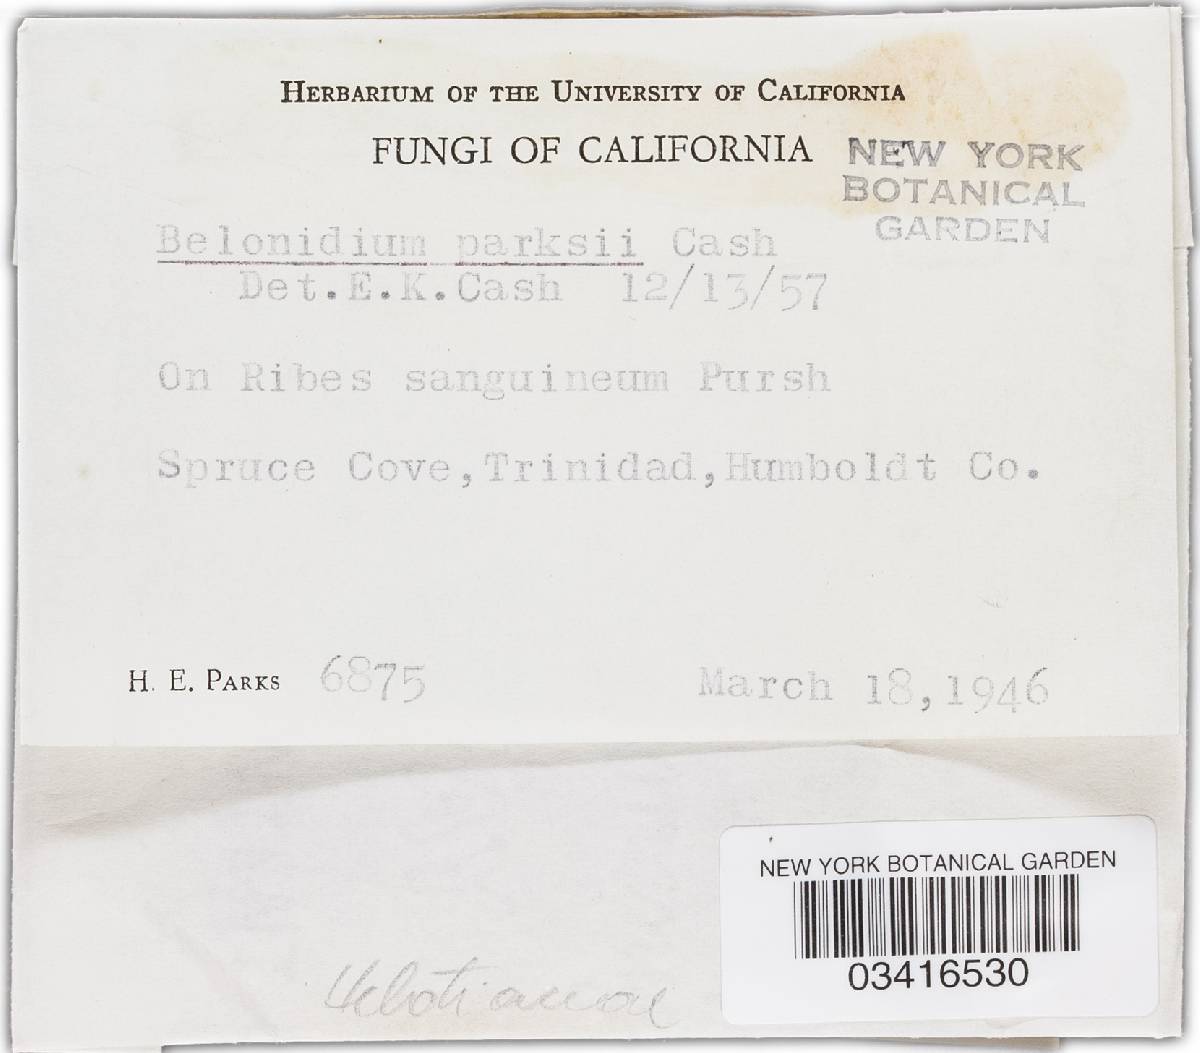 HERBARIUM OF THE UNIVERSITY OF CALIFORNIA
FUNGI OF CALIFORNIA
NEW YORK
BOTANICAL
GARDEN
Belonidium parksii Cash
Det.E.K.Cash 12/13/57
On Ribes sanguineum Pursh
Spruce Cove,Trinidad,Humboldt Co.
H. E. PARKS 6875
March 18,1946
NEW YORK BOTANICAL GARDEN
03416530